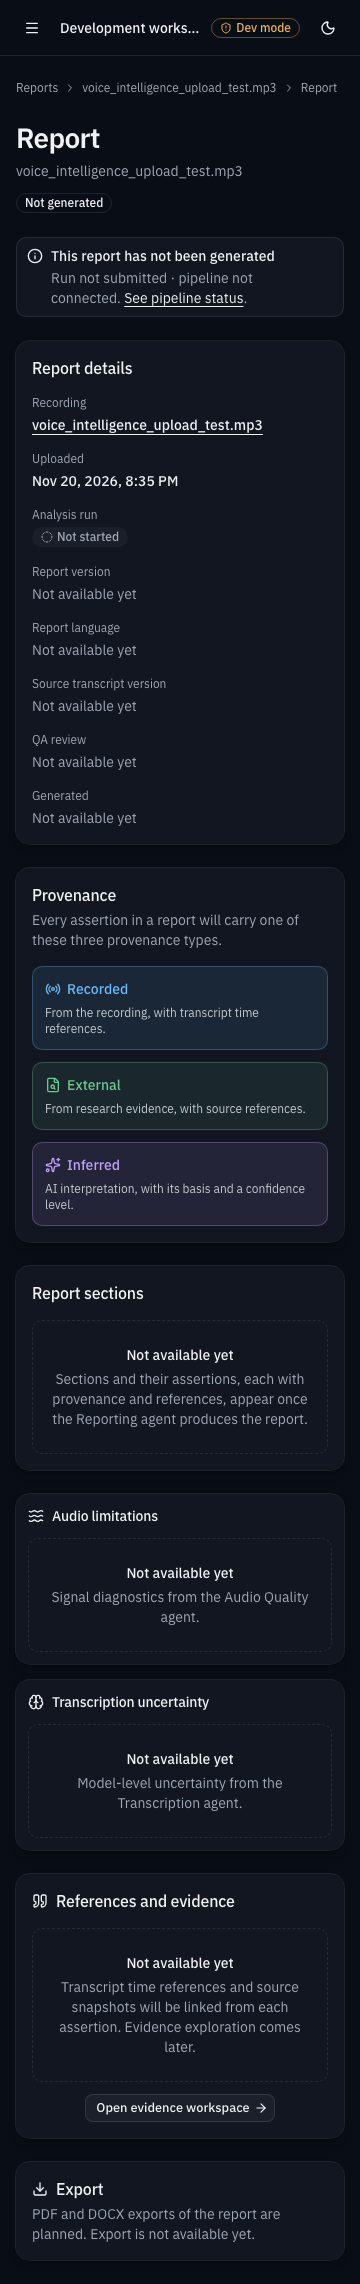 Development works...
Dev mode
Reports > voice_intelligence_upload_test.mp3 > Report
Report
voice_intelligence_upload_test.mp3
Not generated
This report has not been generated
Run not submitted · pipeline not
connected. See pipeline status.
Report details
Recording
voice_intelligence_upload_test.mp3
Uploaded
Nov 20, 2026, 8:35 PM
Analysis run
Not started
Report version
Not available yet
Report language
Not available yet
Source transcript version
Not available yet
QA review
Not available yet
Generated
Not available yet
Provenance
Every assertion in a report will carry one of
these three provenance types.
Recorded
From the recording, with transcript time
references.
External
From research evidence, with source references.
Inferred
AI interpretation, with its basis and a confidence
level.
Report sections
Not available yet
Sections and their assertions, each with
provenance and references, appear once
the Reporting agent produces the report.
Audio limitations
Not available yet
Signal diagnostics from the Audio Quality
agent.
Transcription uncertainty
Not available yet
Model-level uncertainty from the
Transcription agent.
References and evidence
Not available yet
Transcript time references and source
snapshots will be linked from each
assertion. Evidence exploration comes
later.
Open evidence workspace →
Export
PDF and DOCX exports of the report are
planned. Export is not available yet.